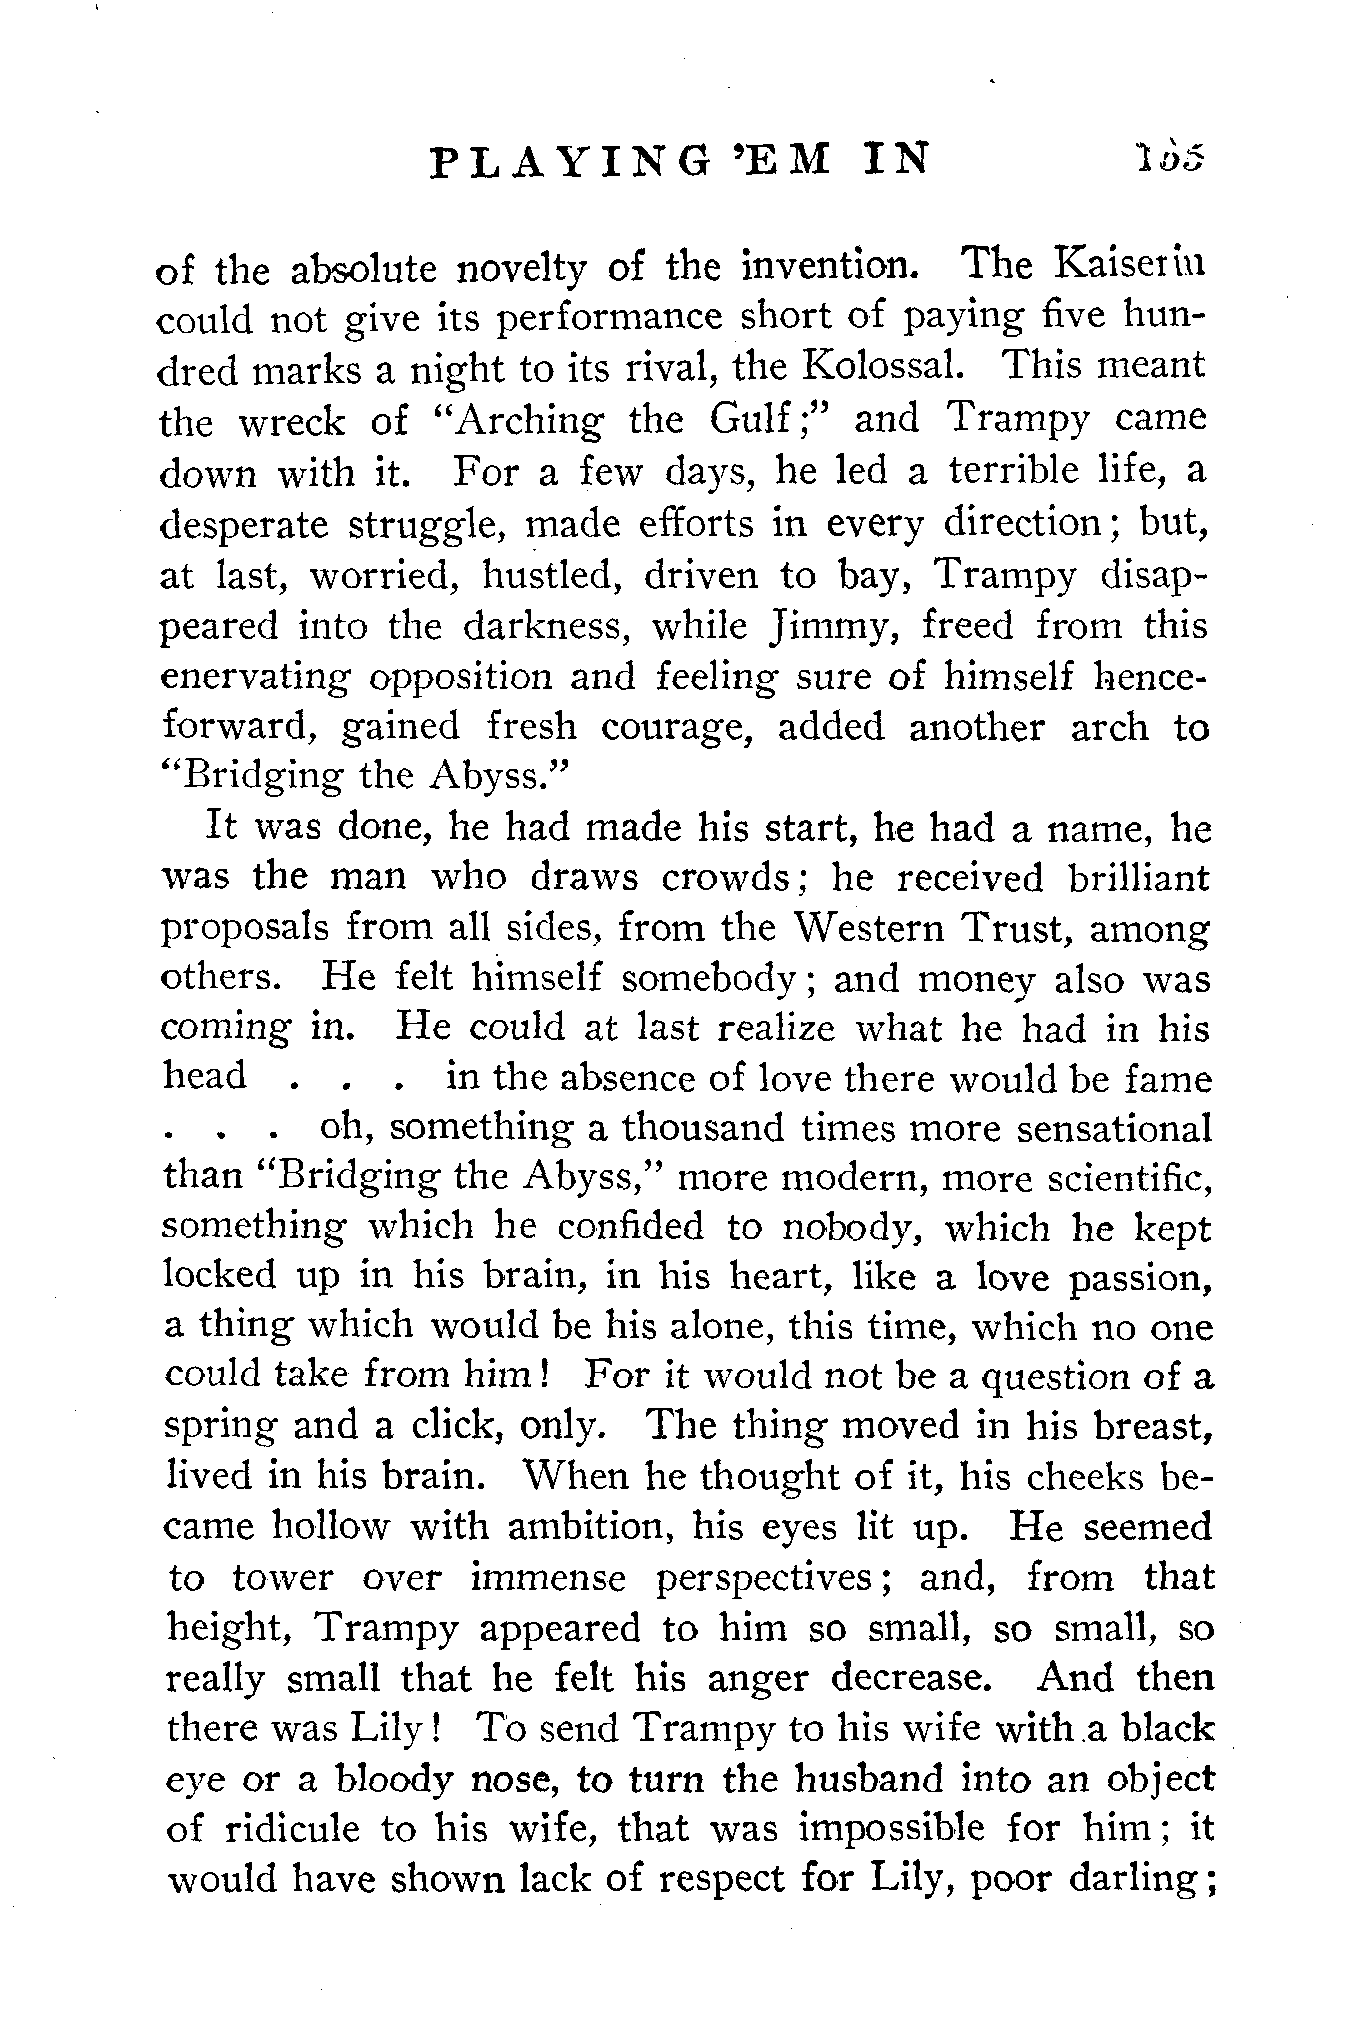 PLAYING 'EM IN
of the absolute novelty of the invention. The Kaiserin
could not give its performance short of paying five hun-
dred marks a night to its rival, the Kolossal. This meant
the wreck of "Arching the Gulf;" and Trampy came
down with it. For a few days, he led a terrible life, a
desperate struggle, made efforts in every direction; but,
at last, worried, hustled, driven to bay, Trampy disap-
peared into the darkness, while Jimmy, freed from this
enervating opposition and feeling sure of himself hence-
forward, gained fresh courage, added another arch to
"Bridging the Abyss."
It was done, he had made his start, he had a name, he
was the man who draws crowds; he received brilliant
proposals from all sides, from the Western Trust, among
others. He felt himself somebody; and money also was
coming in. He could at last realize what he had in his
head . . . in the absence of love there would be fame
. . . oh, something a thousand times more sensational
than "Bridging the Abyss," more modern, more scientific,
something which he confided to nobody, which he kept
locked up in his brain, in his heart, like a love passion,
a thing which would be his alone, this time, which no one
could take from him! For it would not be a question of a
spring and a click, only. The thing moved in his breast,
lived in his brain. When he thought of it, his cheeks be-
came hollow with ambition, his eyes lit up. He seemed
to tower over immense perspectives; and, from that
height, Trampy appeared to him so small, so small, so
really small that he felt his anger decrease. And then
there was Lily! To send Trampy to his wife with a black
eye or a bloody nose, to turn the husband into an object
of ridicule to his wife, that was impossible for him; it
would have shown lack of respect for Lily, poor darling;